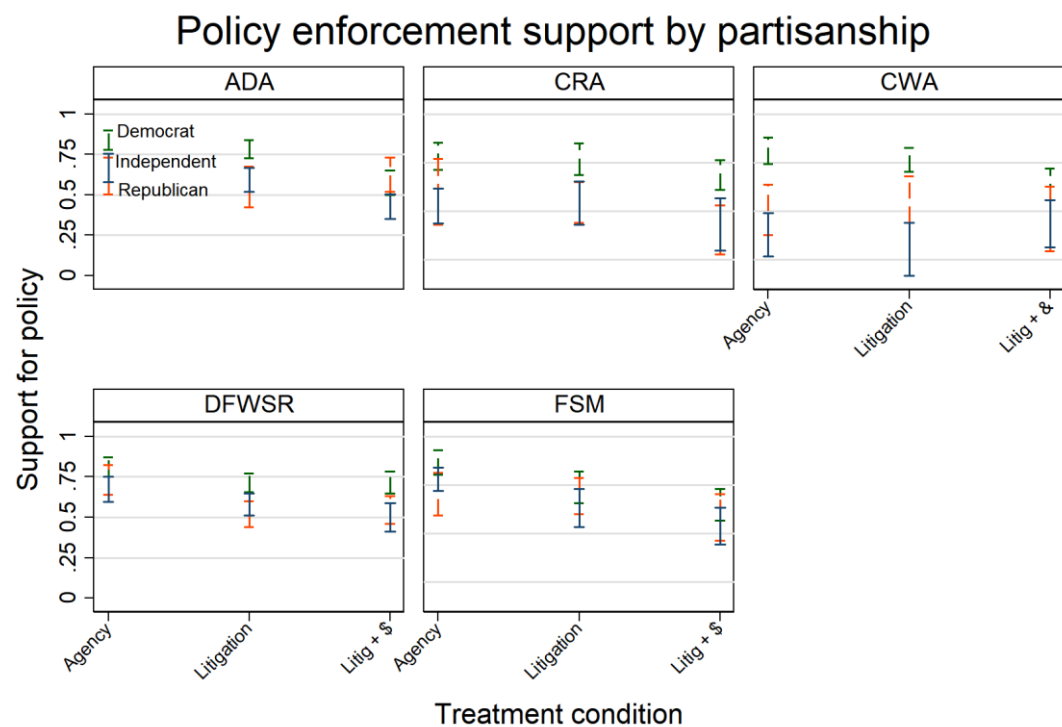 Policy enforcement support by partisanship
ADA
CRA
CWA
Support for policy
1
.75
0.5
.25
0
Democrat
Independent
Republican
Agency
Litigation
Litig + &
DFWSR
FSM
1
.75
0.5
.25
0
Agency
Litigation
Litig + $
Agency
Litigation
Litig + $
Treatment condition